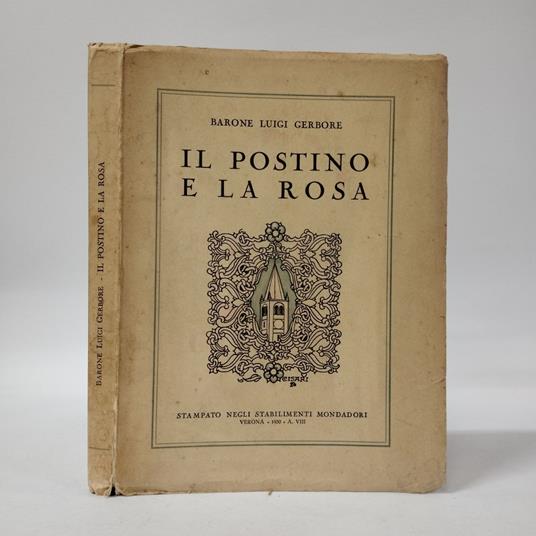 BARONE LUIGI GERBORE
IL POSTINO
E LA ROSA
STAMPATO NEGLI STABILIMENTI MONDADORI
VERONA - 1930 - A. VIII
BARONE LUIGI GERBORE - IL POSTINO E LA ROSA